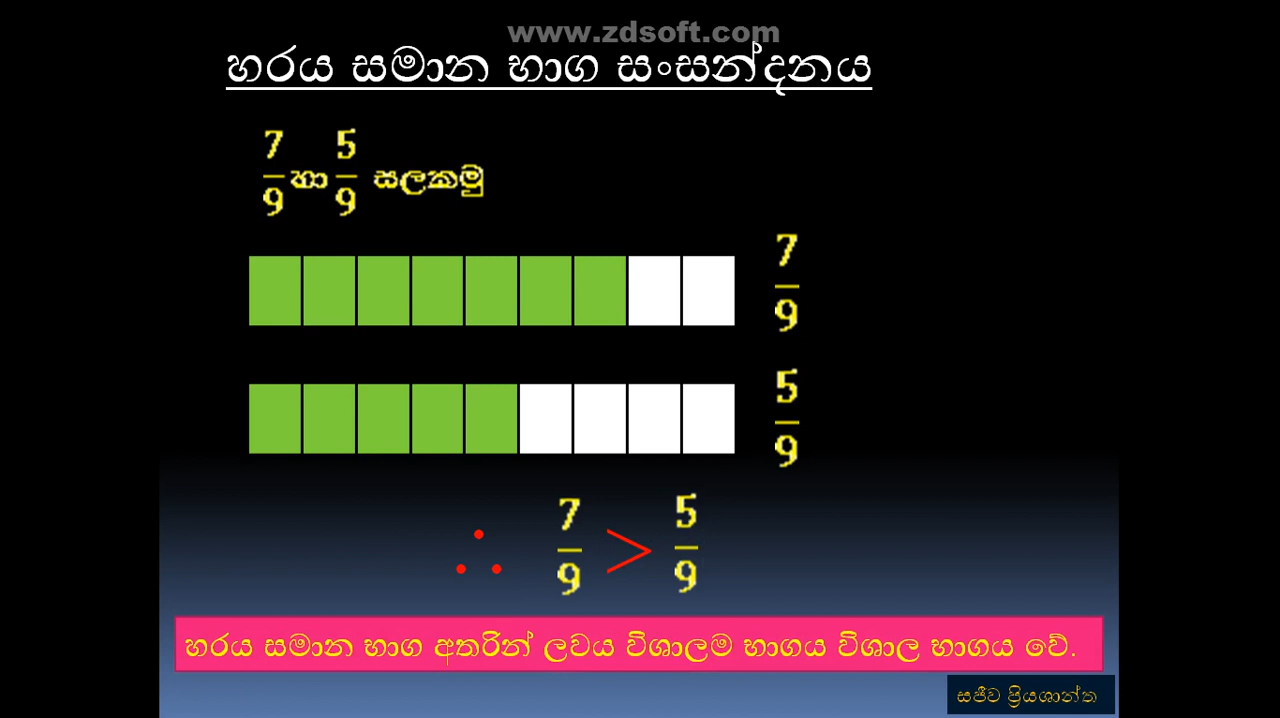 www.zdsoft.com
හරය සමාන භාග සංසන්දනය
7/9 හා 5/9 සලකමු
7/9
5/9
∴ 7/9 > 5/9
හරය සමාන භාග අතරින් ලවය විශාලම භාගය විශාල භාගය වේ.
සජීව ප්‍රියශාන්ත